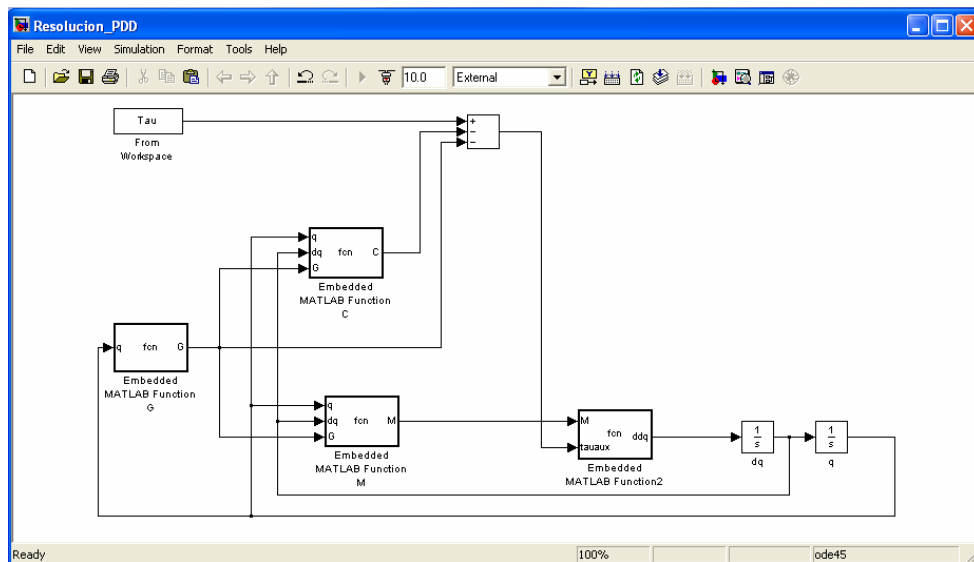 Resolucion_PDD
File Edit View Simulation Format Tools Help
10.0 External
Tau
From
Workspace
+
−
−
q
dq fcn C
G
Embedded
MATLAB Function
C
q fcn G
Embedded
MATLAB Function
G
q
dq fcn M
G
Embedded
MATLAB Function
M
M
fcn ddq
tauaux
Embedded
MATLAB Function2
1
s
dq
1
s
q
Ready 100% ode45